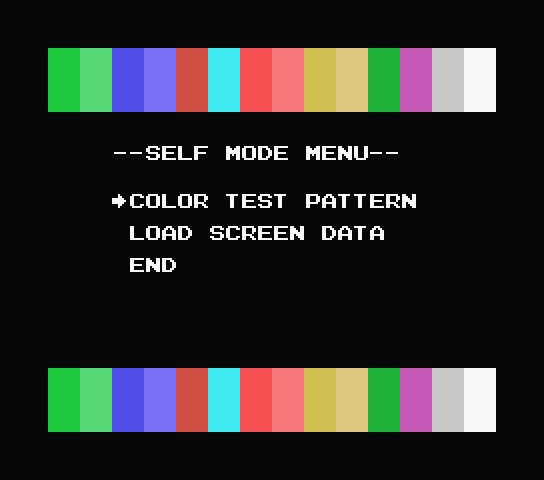 --SELF MODE MENU--
→COLOR TEST PATTERN
LOAD SCREEN DATA
END